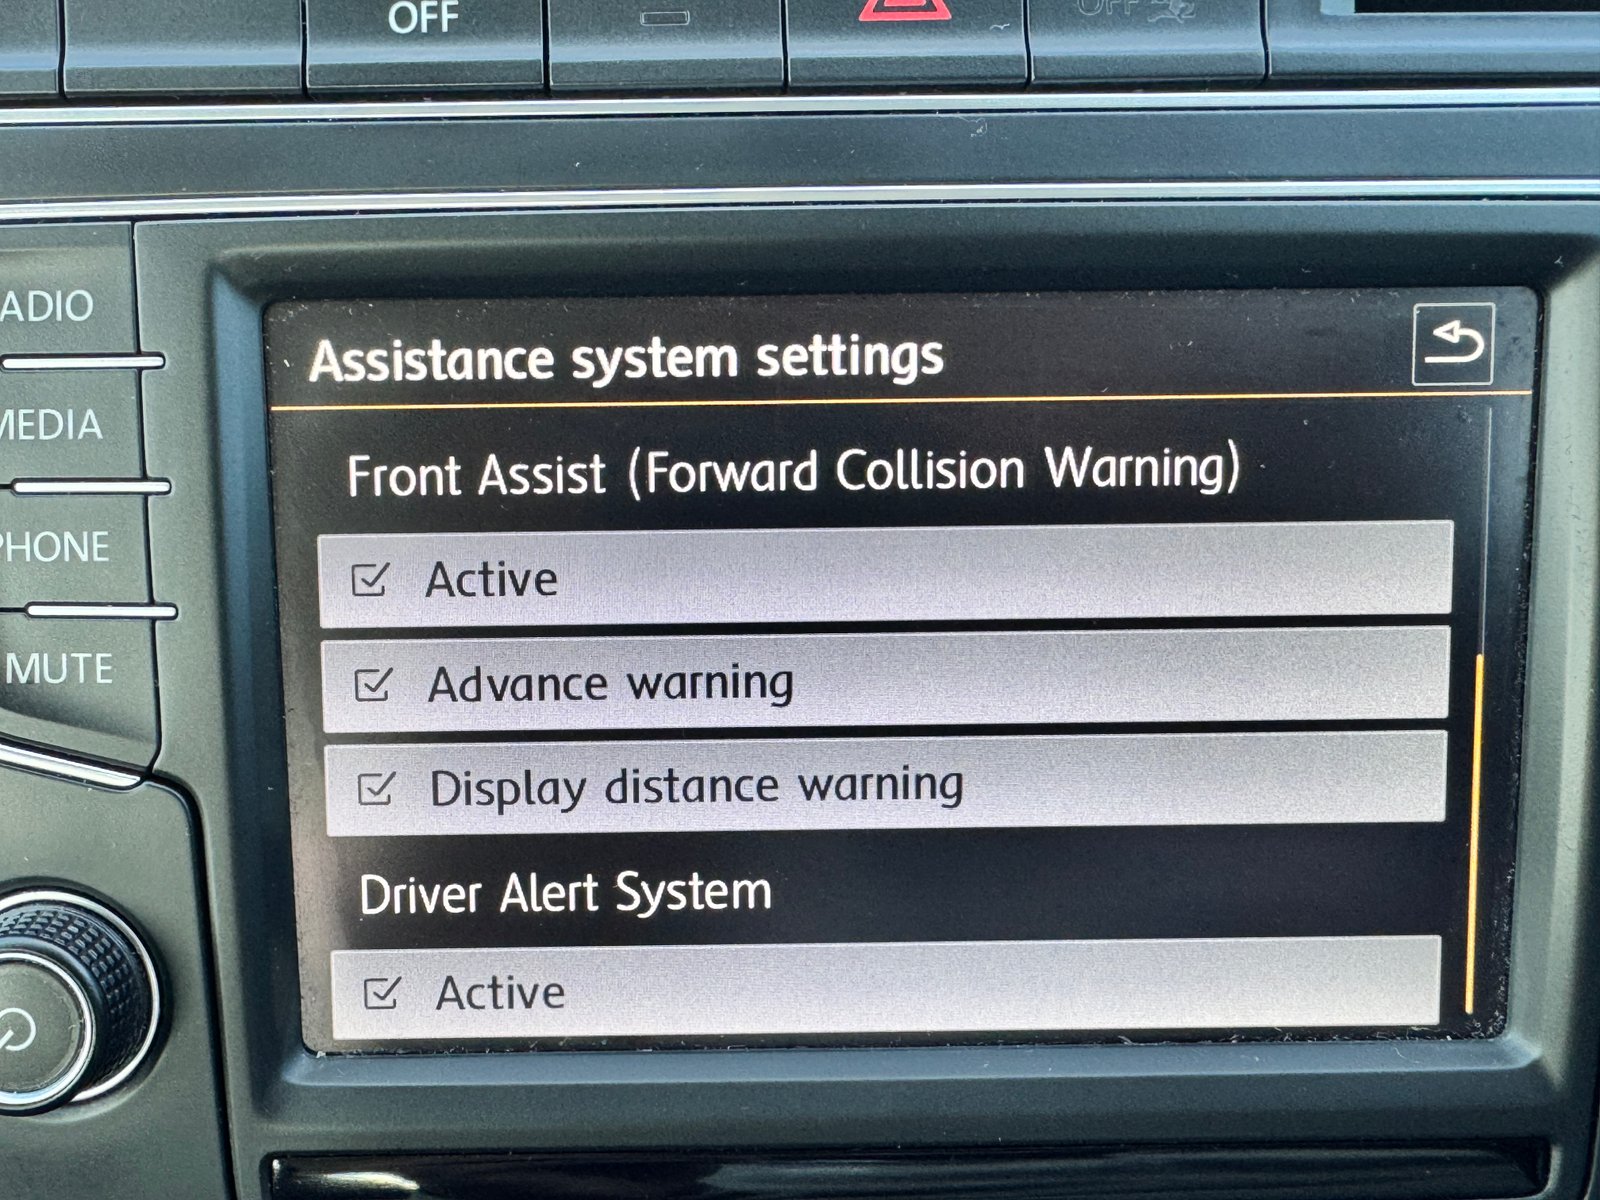 OFF
OFF
Assistance system settings
ADIO
Front Assist (Forward Collision Warning)
MEDIA
Active
PHONE
Advance warning
MUTE
Display distance warning
Driver Alert System
Active